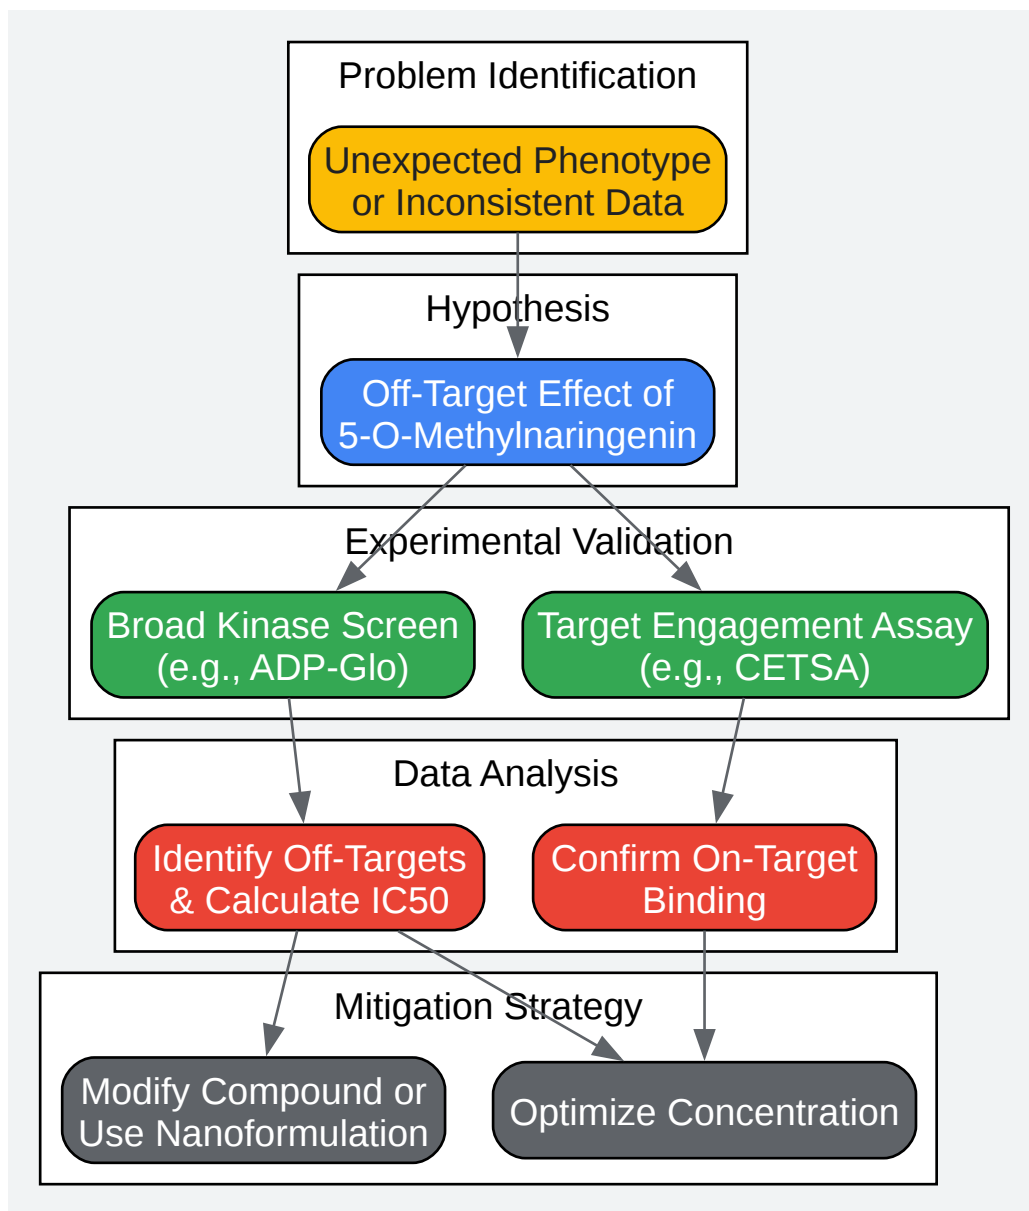 Problem Identification
Unexpected Phenotype
or Inconsistent Data
Hypothesis
Off-Target Effect of
5-O-Methylnaringenin
Experimental Validation
Broad Kinase Screen
(e.g., ADP-Glo)
Target Engagement Assay
(e.g., CETSA)
Data Analysis
Identify Off-Targets
& Calculate IC50
Confirm On-Target
Binding
Mitigation Strategy
Modify Compound or
Use Nanoformulation
Optimize Concentration